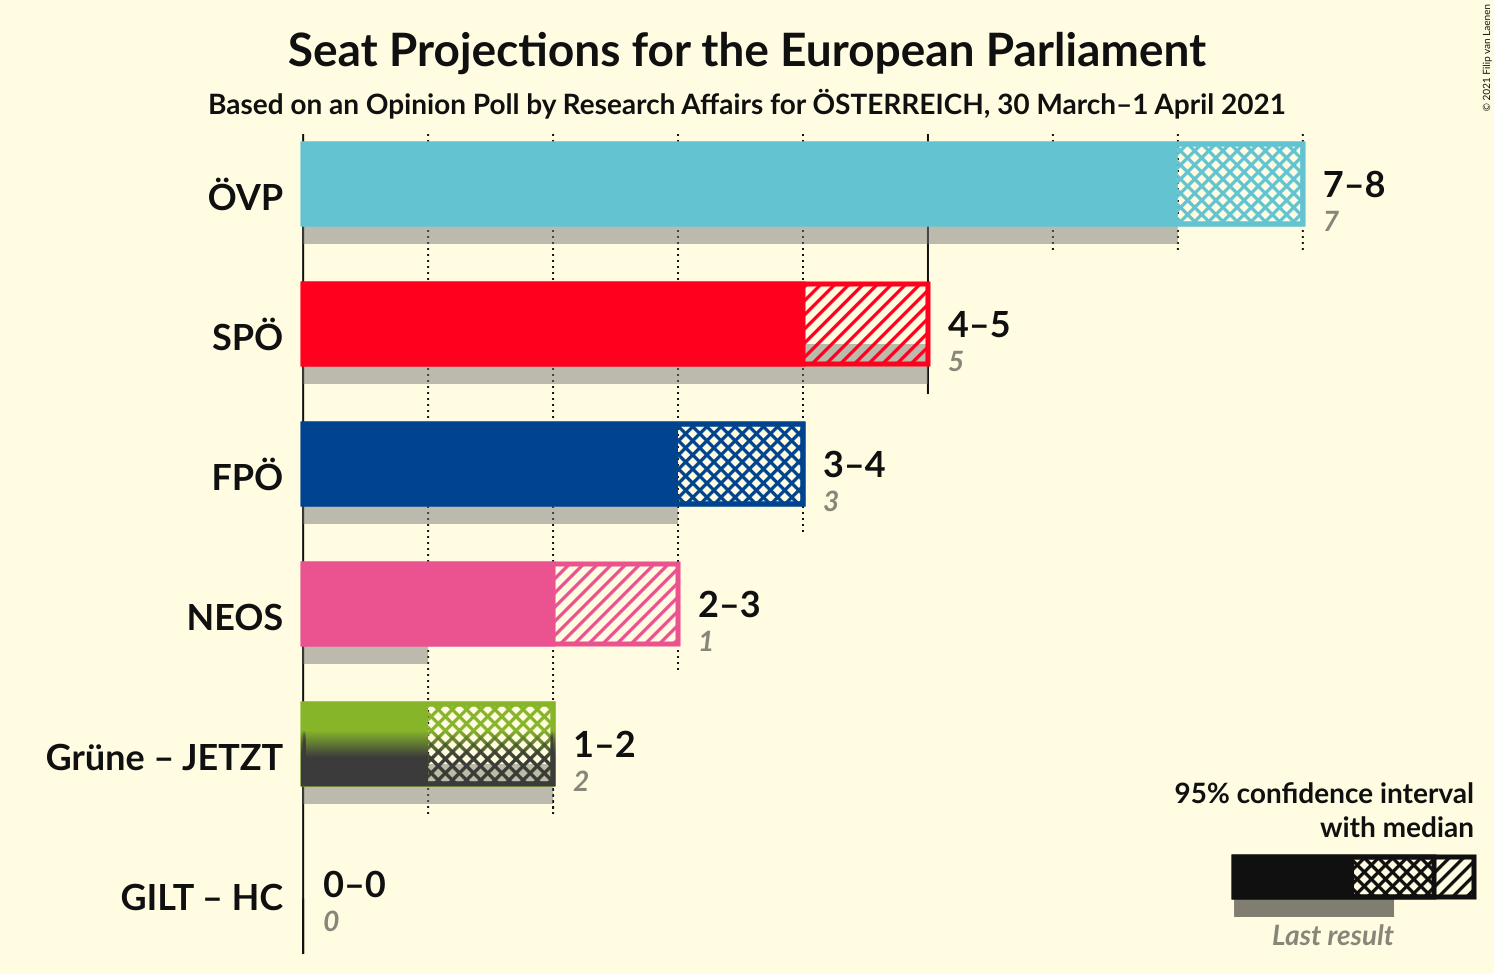 Seat Projections for the European Parliament
Based on an Opinion Poll by Research Affairs for ÖSTERREICH, 30 March–1 April 2021
© 2021 Filip van Laenen
ÖVP
7–8
7
SPÖ
4–5
5
FPÖ
3–4
3
NEOS
2–3
1
Grüne – JETZT
1–2
2
GILT – HC
0–0
0
95% confidence interval
with median
Last result